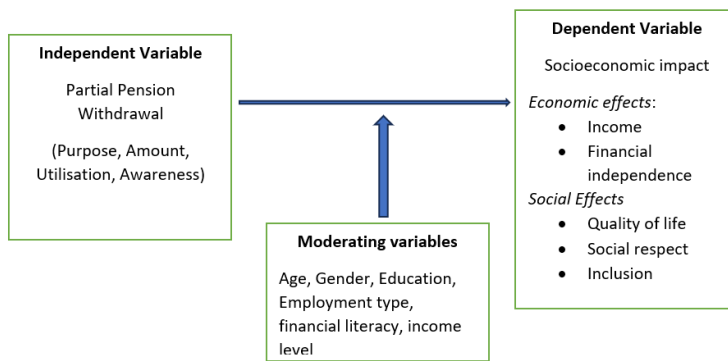 Independent Variable
Partial Pension
Withdrawal
(Purpose, Amount,
Utilisation, Awareness)
Moderating variables
Age, Gender, Education,
Employment type,
financial literacy, income
level
Dependent Variable
Socioeconomic impact
Economic effects:
• Income
• Financial
independence
Social Effects
• Quality of life
• Social respect
• Inclusion